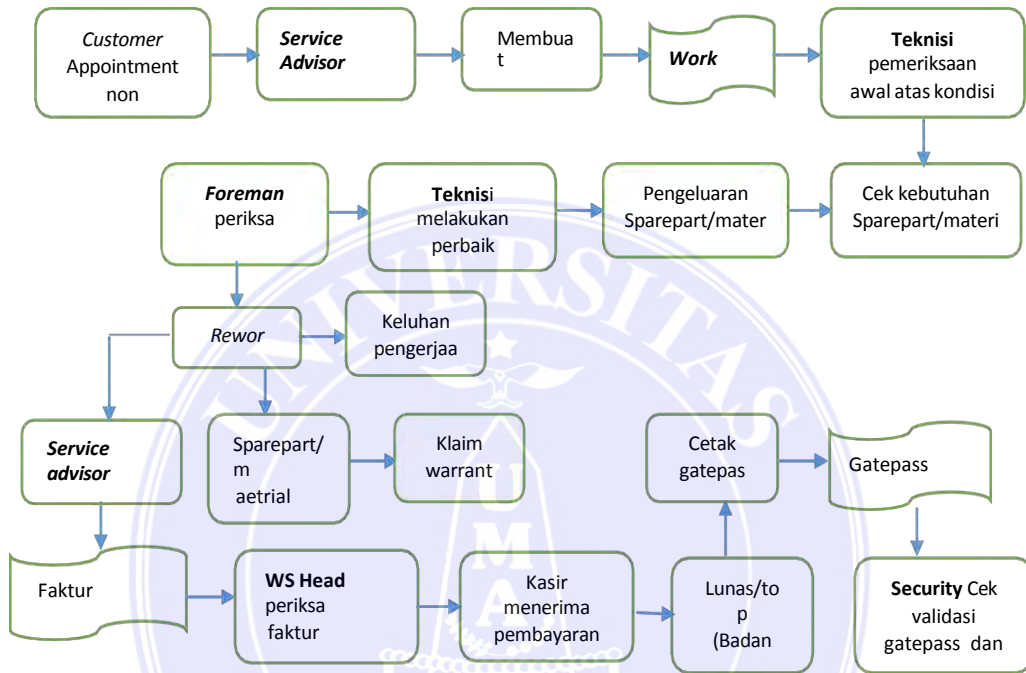 Customer
Appointment
non
Service
Advisor
Membua
t
Work
Teknisi
pemeriksaan
awal atas kondisi
Foreman
periksa
Teknisi
melakukan
perbaik
Pengeluaran
Sparepart/mater
Cek kebutuhan
Sparepart/materi
Rewor
Keluhan
pengerjaa
Service
advisor
Sparepart/
m
aetrial
Klaim
warrant
Cetak
gatepas
Gatepass
Faktur
WS Head
periksa
faktur
Kasir
menerima
pembayaran
Lunas/to
p
(Badan
Security Cek
validasi
gatepass dan
UNIVERSITAS
U
M
A